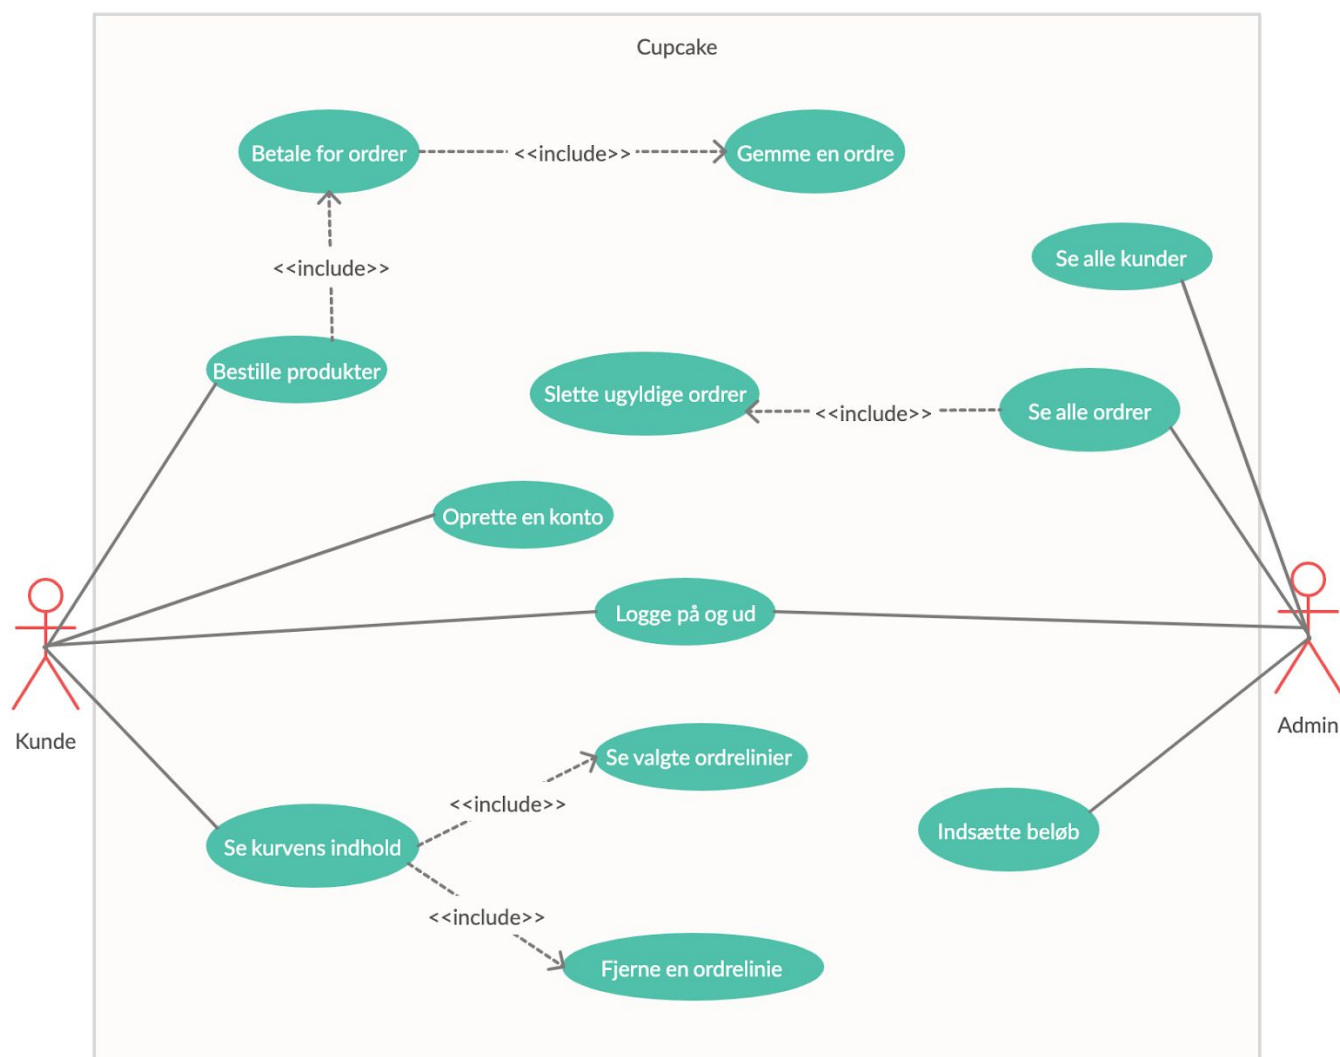 Cupcake
Betale for ordrer
<<include>>
Gemme en ordre
<<include>>
Se alle kunder
Bestille produkter
Slette ugyldige ordrer
<<include>>
Se alle ordrer
Oprette en konto
Logge på og ud
Kunde
Admin
Se valgte ordrelinier
<<include>>
Se kurvens indhold
Indsætte beløb
<<include>>
Fjerne en ordrelinie